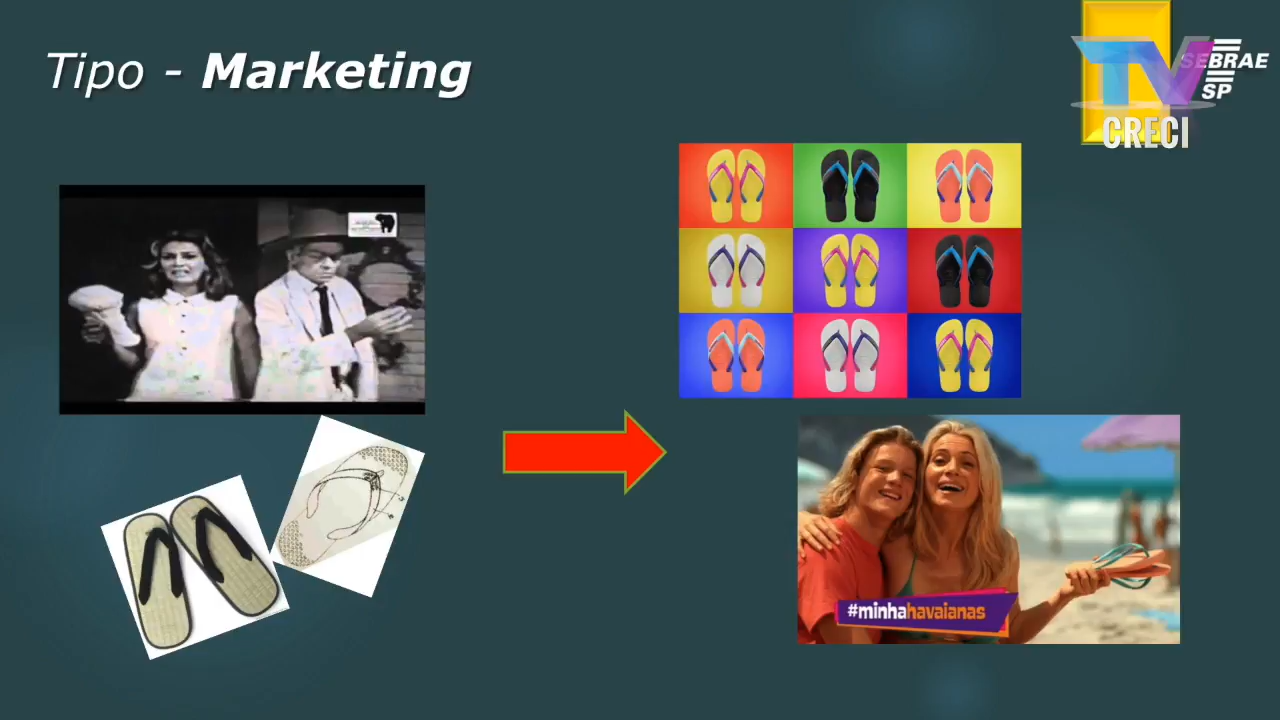 Tipo - Marketing
TV
SEBRAE
SP
CRECI
#minhahavaianas